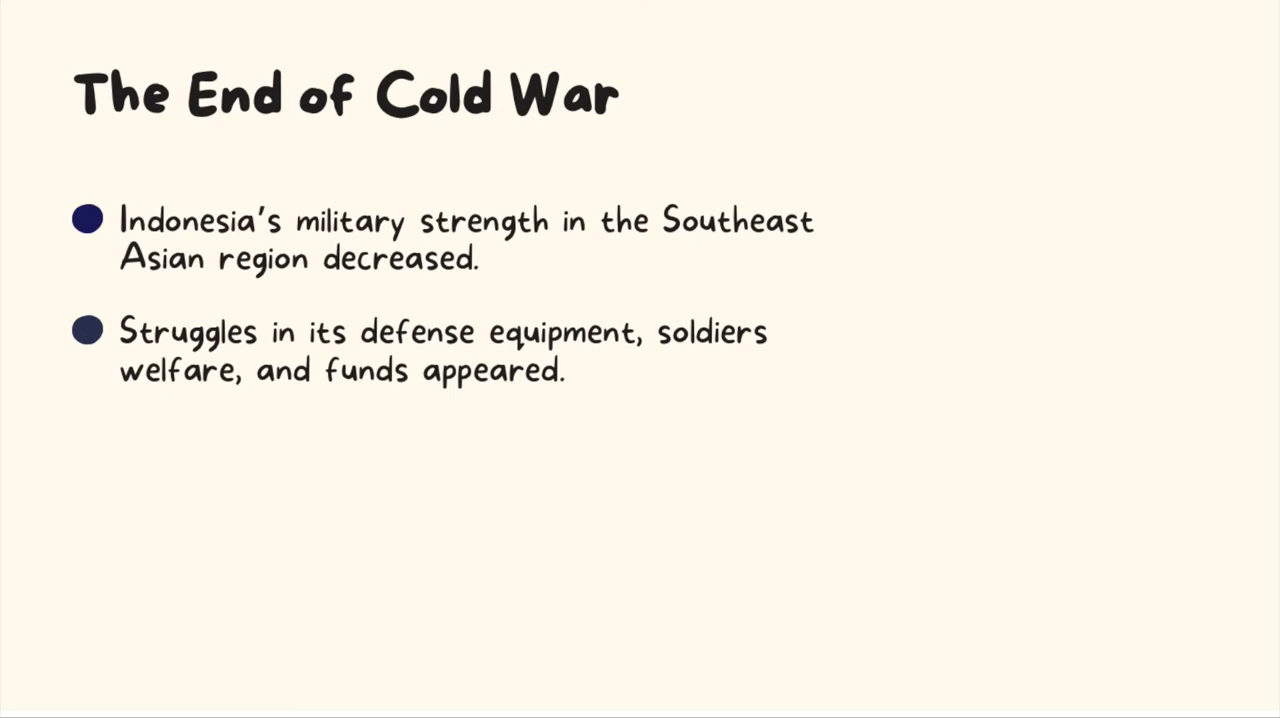 The End of Cold War
Indonesia's military strength in the Southeast
Asian region decreased.
Struggles in its defense equipment, soldiers
welfare, and funds appeared.